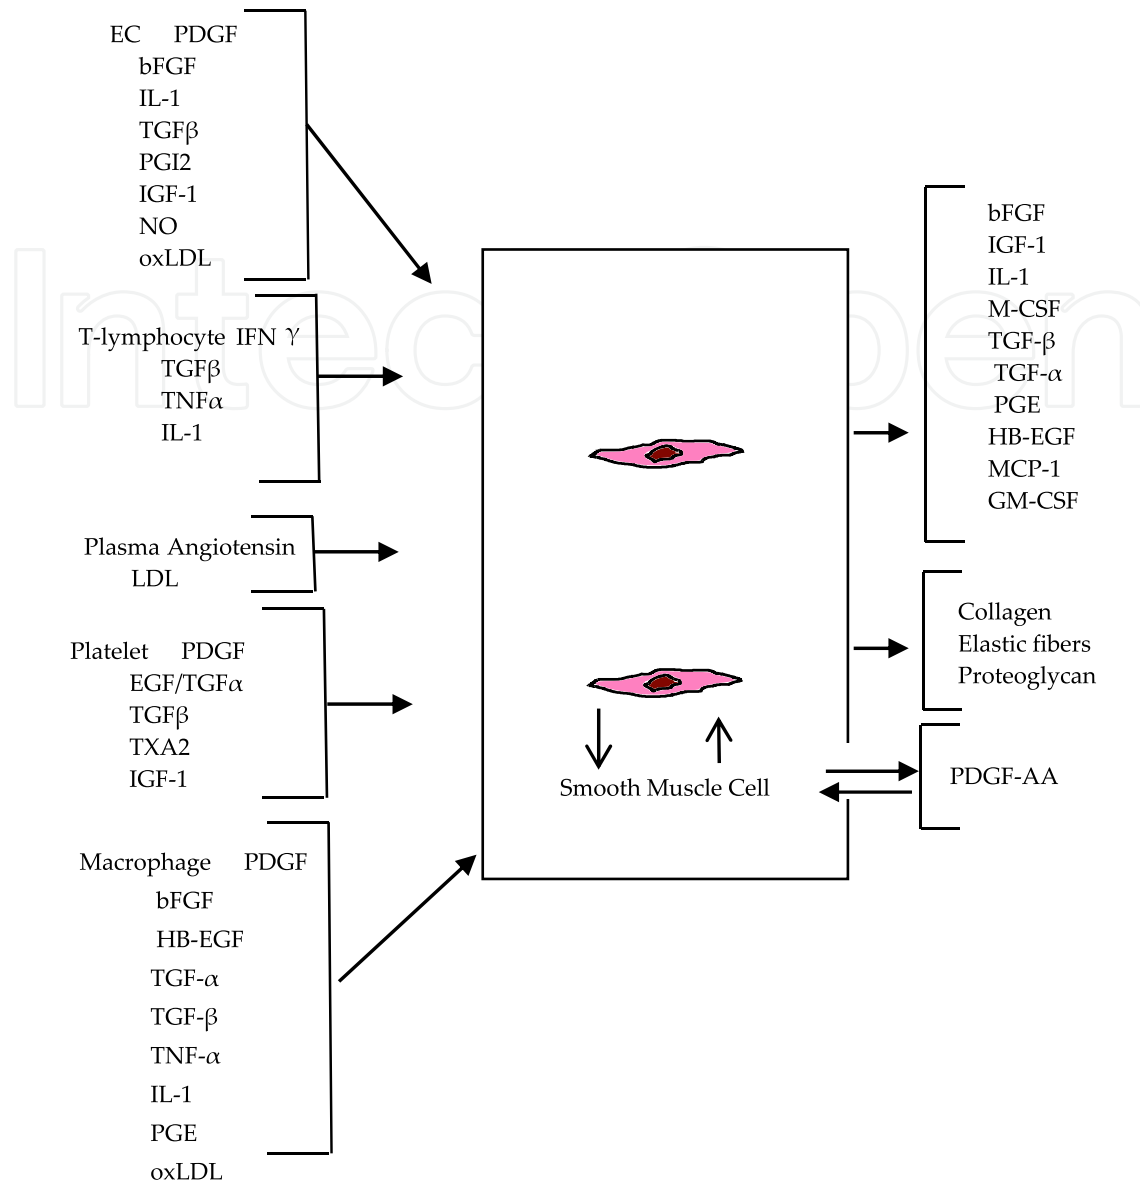 EC PDGF
bFGF
IL-1
TGFβ
PGI2
IGF-1
NO
oxLDL
T-lymphocyte IFN γ
TGFβ
TNFα
IL-1
Plasma Angiotensin
LDL
Platelet PDGF
EGF/TGFα
TGFβ
TXA2
IGF-1
Macrophage PDGF
bFGF
HB-EGF
TGF-α
TGF-β
TNF-α
IL-1
PGE
oxLDL
Smooth Muscle Cell
bFGF
IGF-1
IL-1
M-CSF
TGF-β
TGF-α
PGE
HB-EGF
MCP-1
GM-CSF
Collagen
Elastic fibers
Proteoglycan
PDGF-AA